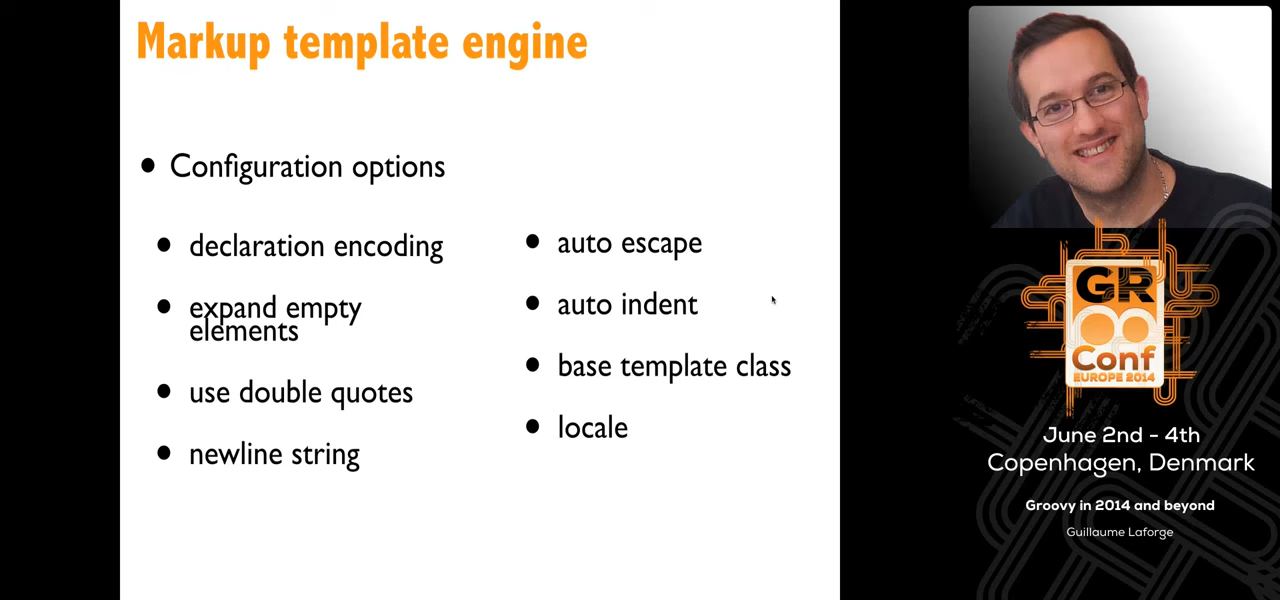 Markup template engine
• Configuration options
• declaration encoding
• expand empty
elements
• use double quotes
• newline string
• auto escape
• auto indent
• base template class
• locale
GR
Conf
EUROPE 2014
June 2nd - 4th
Copenhagen, Denmark
Groovy in 2014 and beyond
Guillaume Laforge